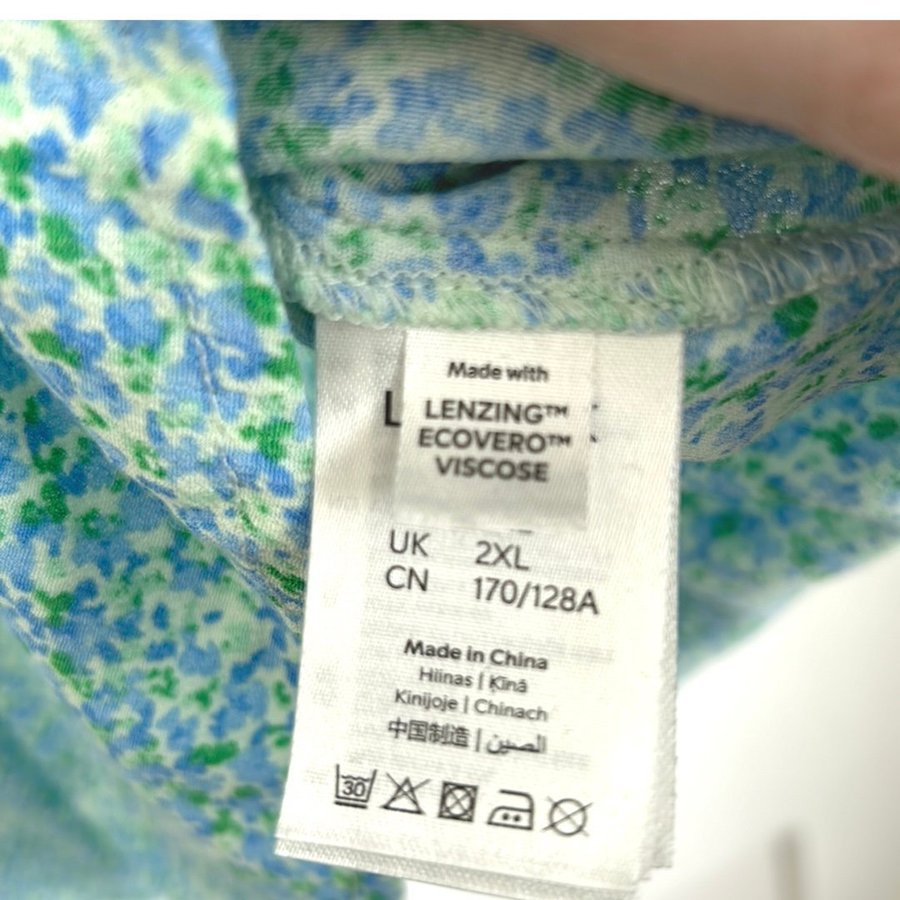 Made with
LENZING™
ECOVERO™
VISCOSE
UK 2XL
CN 170/128A
Made in China
Hiinas | Ķīnā
Kinijoje | Chinach
中国制造 | الصين
30